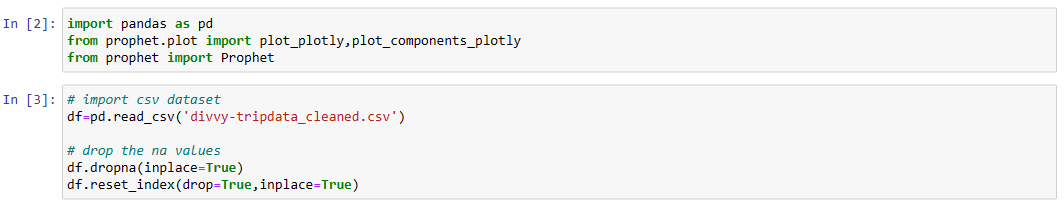 In [2]: import pandas as pd
from prophet.plot import plot_plotly,plot_components_plotly
from prophet import Prophet
In [3]: # import csv dataset
df=pd.read_csv('divvy-tripdata_cleaned.csv')
# drop the na values
df.dropna(inplace=True)
df.reset_index(drop=True,inplace=True)